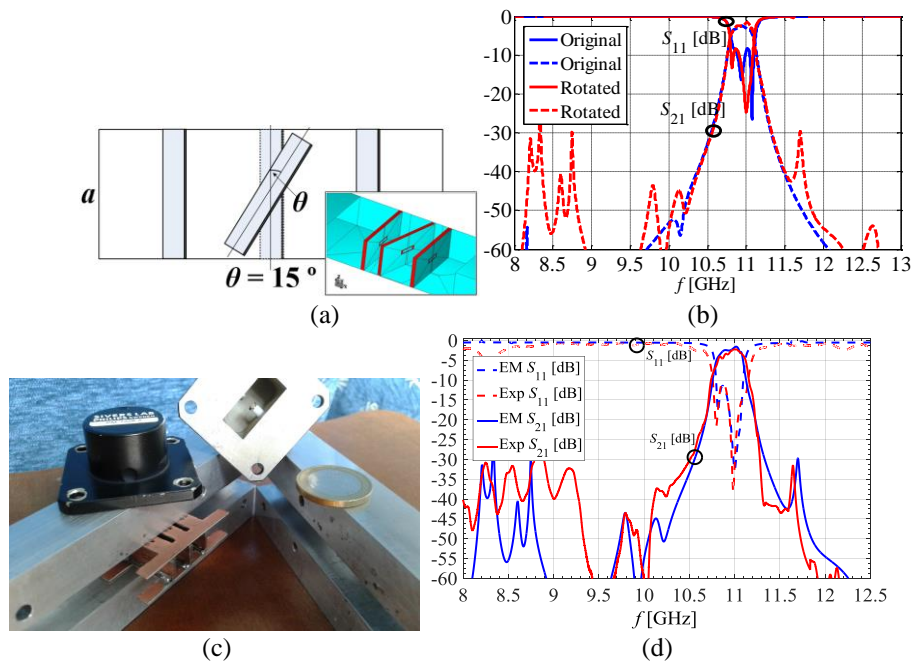 a
θ
θ = 15 º
(a)
0
-10
-20
-30
-40
-50
-60
8 8.5 9 9.5 10 10.5 11 11.5 12 12.5 13
f [GHz]
S11 [dB]
S21 [dB]
Original
Original
Rotated
Rotated
(b)
SIVERS LAB
(c)
0
-5
-10
-15
-20
-25
-30
-35
-40
-45
-50
-55
-60
8 8.5 9 9.5 10 10.5 11 11.5 12 12.5
f [GHz]
EM S11 [dB]
Exp S11 [dB]
EM S21 [dB]
Exp S21 [dB]
S11 [dB]
S21 [dB]
(d)